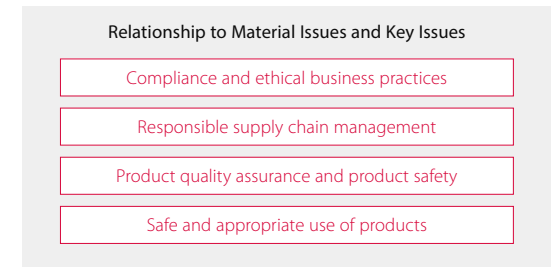 Relationship to Material Issues and Key Issues
Compliance and ethical business practices
Responsible supply chain management
Product quality assurance and product safety
Safe and appropriate use of products